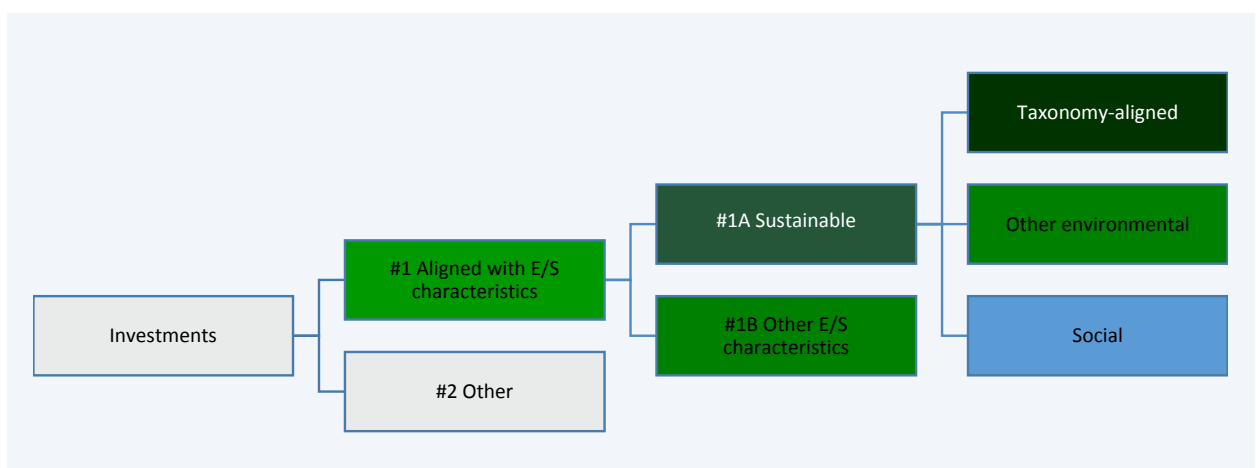 Investments
#1 Aligned with E/S
characteristics
#2 Other
#1A Sustainable
#1B Other E/S
characteristics
Taxonomy-aligned
Other environmental
Social